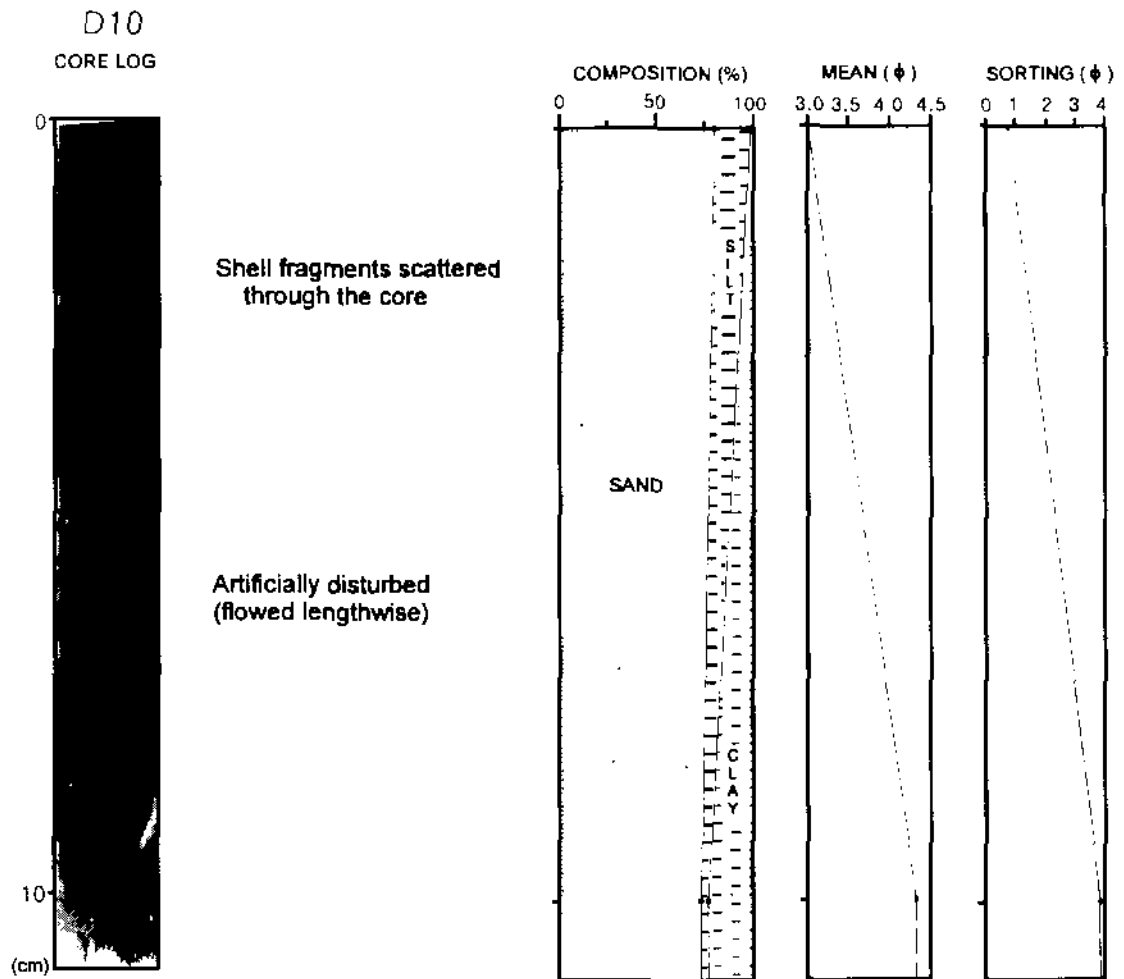 D10
CORE LOG
0
10
(cm)
Shell fragments scattered
through the core
Artificially disturbed
(flowed lengthwise)
COMPOSITION (%)
0 50 100
SAND
SILT
CLAY
MEAN (ϕ)
3.0 3.5 4 0 4.5
SORTING (ϕ)
0 1 2 3 4